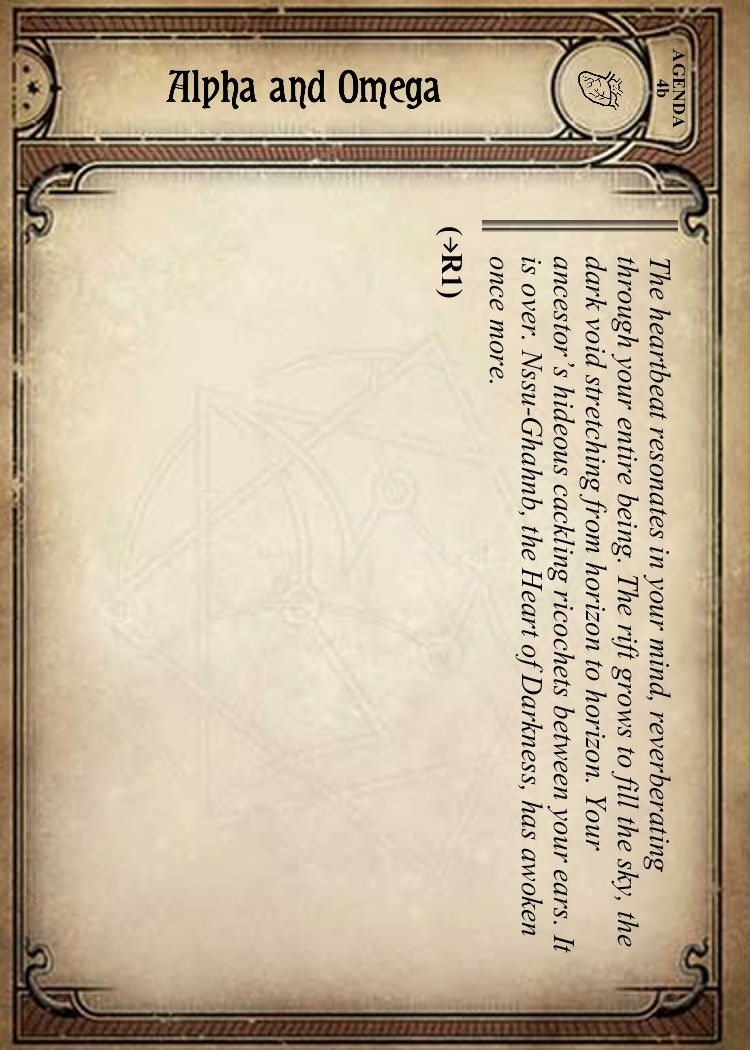 AGENDA
4b
Alpha and Omega
The heartbeat resonates in your mind, reverberating
through your entire being. The rift grows to fill the sky, the
dark void stretching from horizon to horizon. Your
ancestor's hideous cackling ricochets between your ears. It
is over. Nssu-Ghahnb, the Heart of Darkness, has awoken
once more.
(→R1)